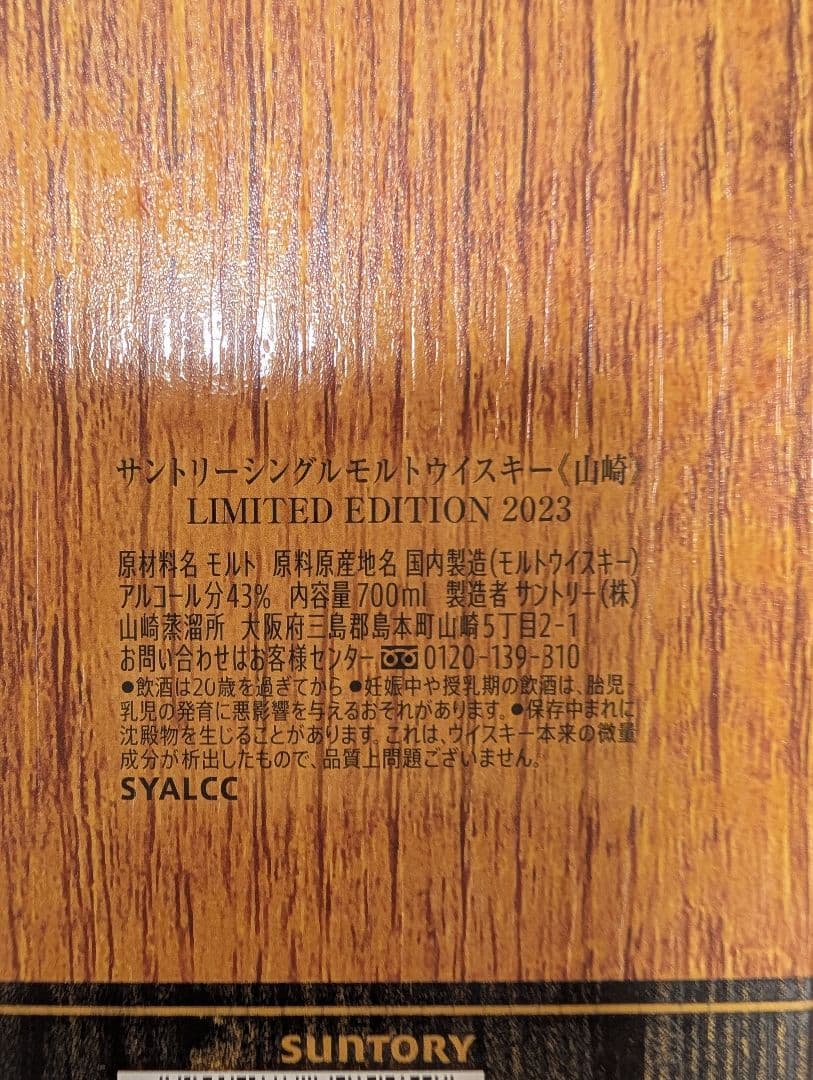 サントリーシングルモルトウイスキー《山崎》
LIMITED EDITION 2023
原材料名 モルト 原料原産地名 国内製造(モルトウイスキー)
アルコール分43% 内容量700ml 製造者 サントリー(株)
山崎蒸溜所 大阪府三島郡島本町山崎5丁目2-1
お問い合わせはお客様センター 0120-139-310
●飲酒は20歳を過ぎてから ●妊娠中や授乳期の飲酒は、胎児・
乳児の発育に悪影響を与えるおそれがあります。●保存中まれに
沈殿物を生じることがあります。これは、ウイスキー本来の微量
成分が析出したもので、品質上問題ございません。
SYALCC
SUNTORY